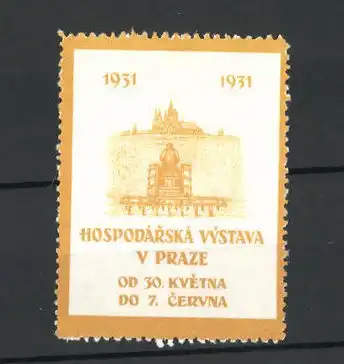 1931 1931
HOSPODÁŘSKÁ VÝSTAVA
V PRAZE
OD 30. KVĚTNA
DO 7. ČERVNA